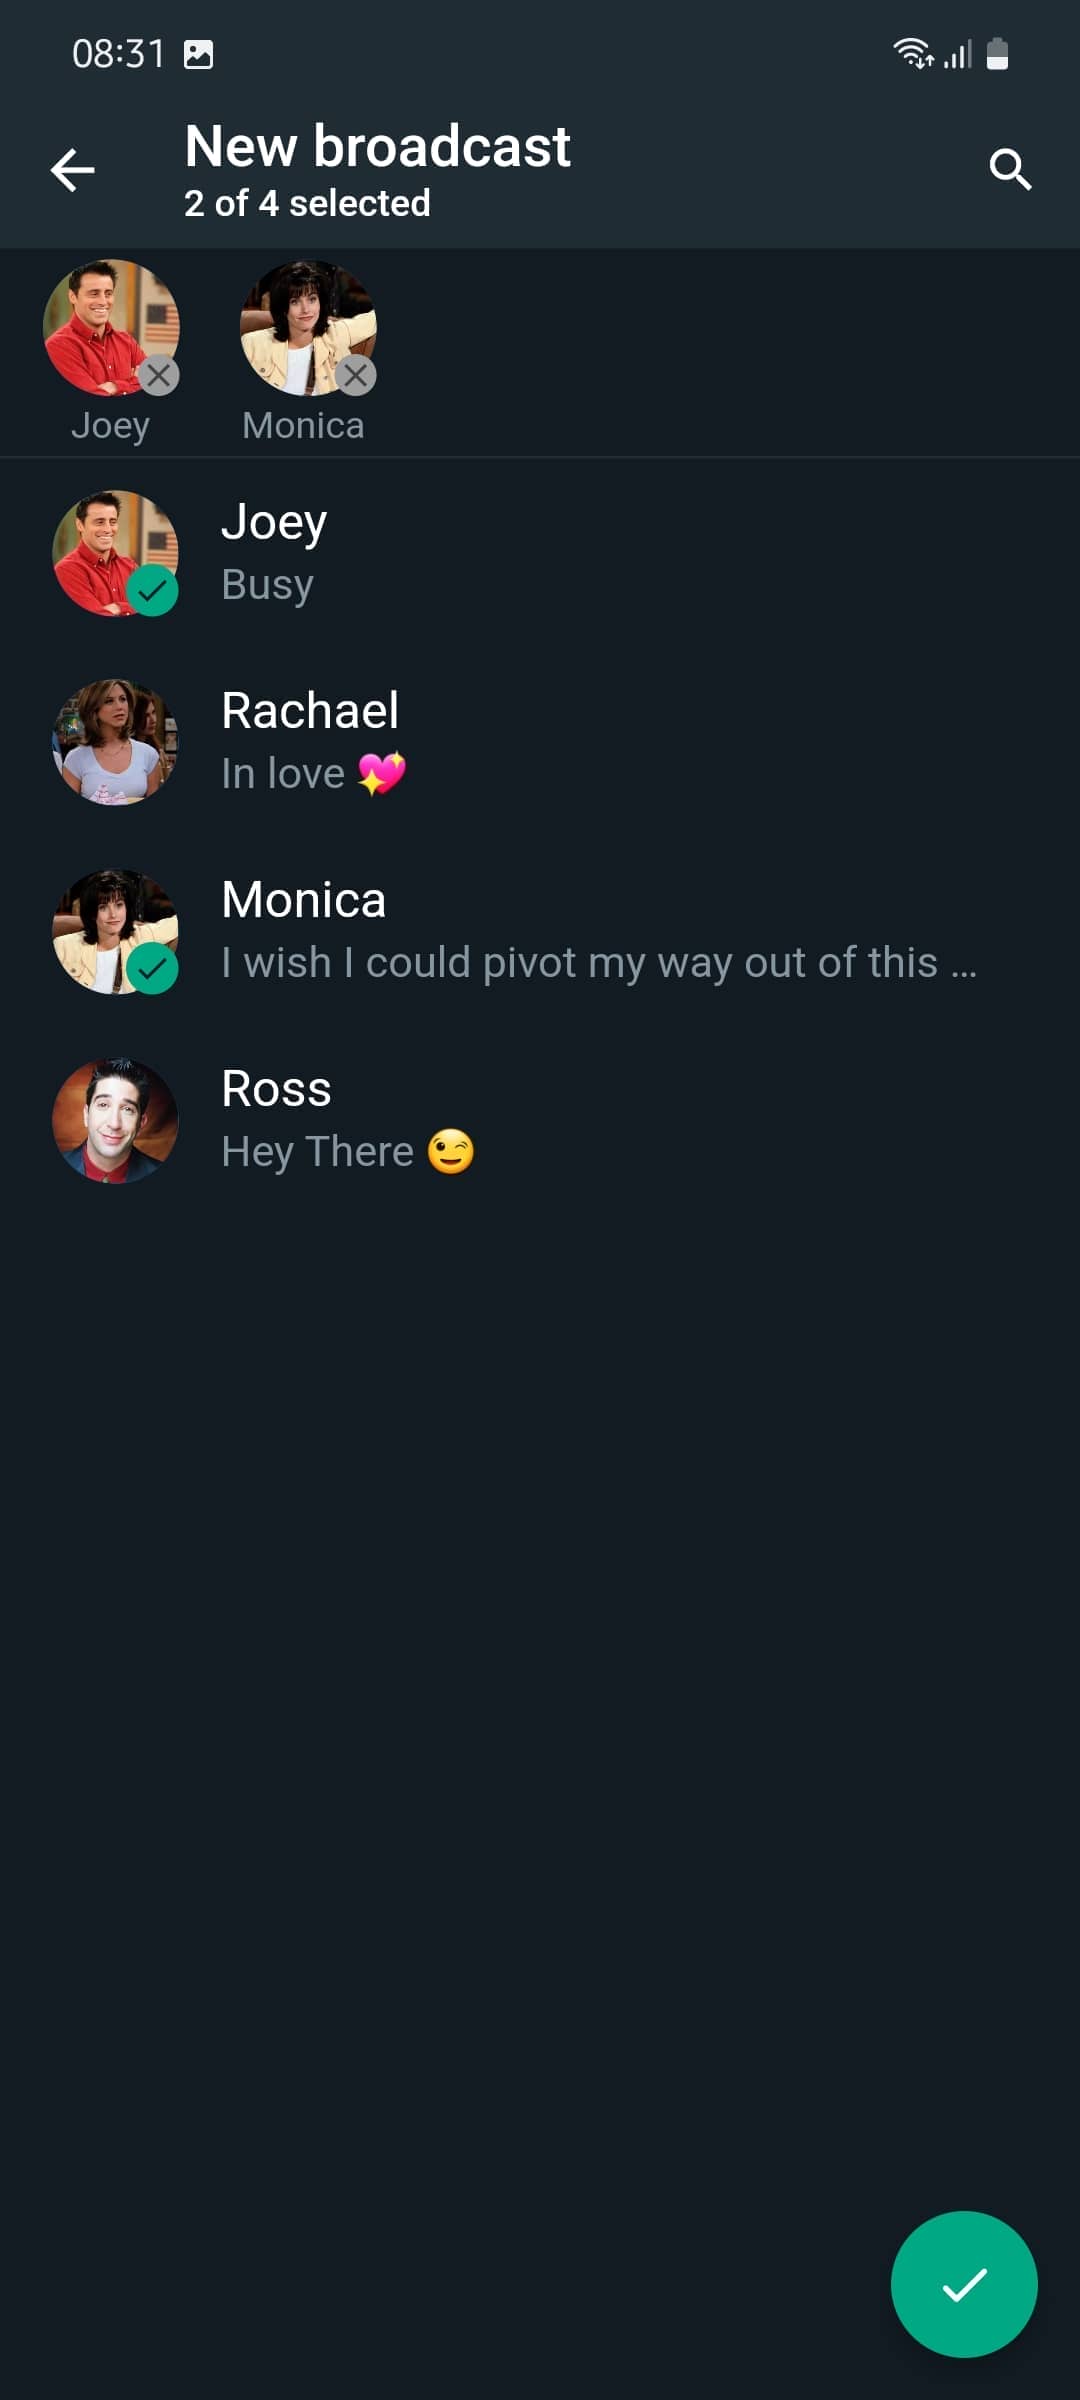 08:31
New broadcast
2 of 4 selected
Joey
Monica
Joey
Busy
Rachael
In love 💖
Monica
I wish I could pivot my way out of this ...
Ross
Hey There 😉